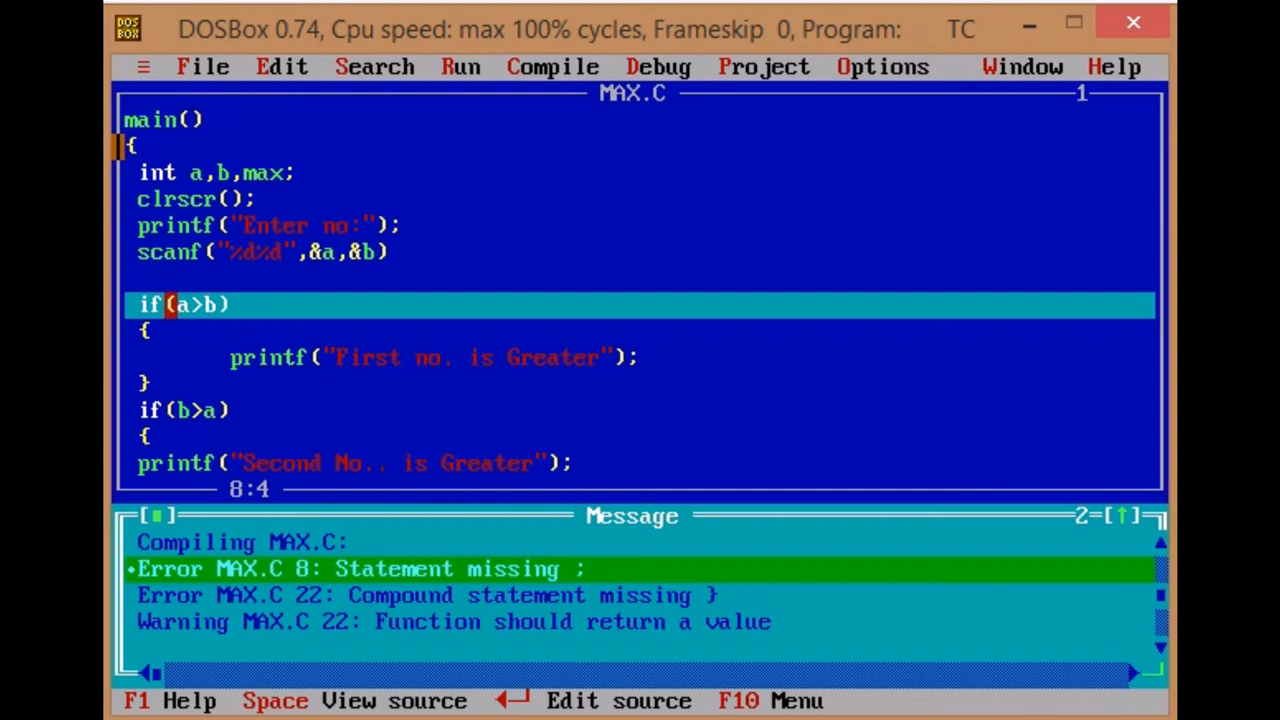 DOS BOX DOSBox 0.74, Cpu speed: max 100% cycles, Frameskip 0, Program: TC
≡ File Edit Search Run Compile Debug Project Options Window Help
MAX.C 1
main()
{
int a,b,max;
clrscr();
printf("Enter no:");
scanf("%d%d",&a,&b)
if(a>b)
{
printf("First no. is Greater");
}
if(b>a)
{
printf("Second No.. is Greater");
8:4
[■] Message 2=[↑]
Compiling MAX.C:
•Error MAX.C 8: Statement missing ;
Error MAX.C 22: Compound statement missing }
Warning MAX.C 22: Function should return a value
F1 Help Space View source ←┘ Edit source F10 Menu